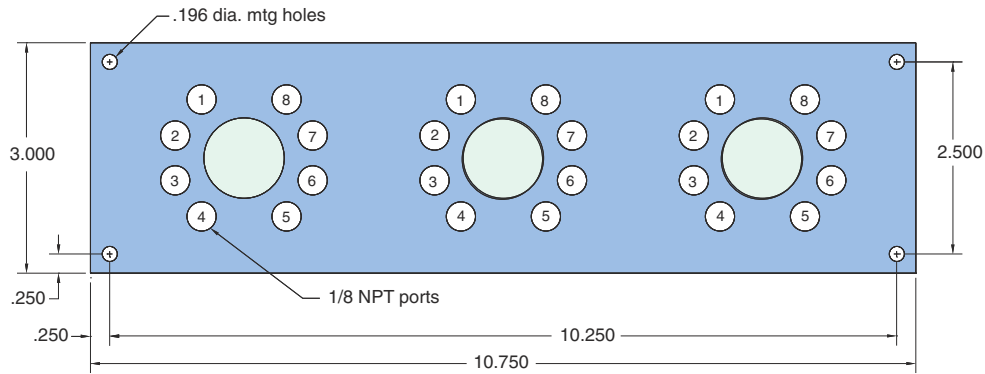 .196 dia. mtg holes
1 8 1 8 1 8
2 7 2 7 2 7
3.000
2.500
3 6 3 6 3 6
4 5 4 5 4 5
.250
1/8 NPT ports
.250
10.250
10.750